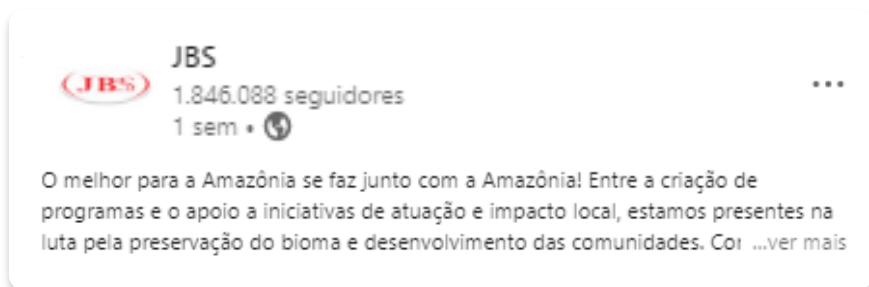 JBS
JBS
1.846.088 seguidores
1 sem •
O melhor para a Amazônia se faz junto com a Amazônia! Entre a criação de
programas e o apoio a iniciativas de atuação e impacto local, estamos presentes na
luta pela preservação do bioma e desenvolvimento das comunidades. ...ver mais